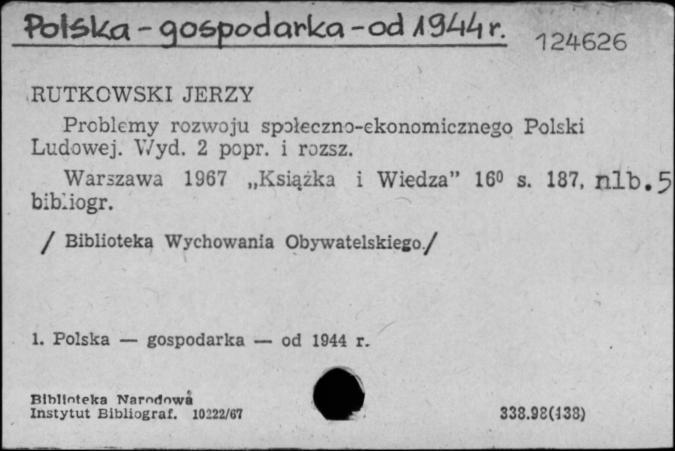 Polska - gospodarka - od 1944 r.
124626
RUTKOWSKI JERZY
Problemy rozwoju społeczno-ekonomicznego Polski
Ludowej. Wyd. 2 popr. i rozsz.
Warszawa 1967 „Książka i Wiedza” 16⁰ s. 187, nlb. 5
bibliogr.
/ Biblioteka Wychowania Obywatelskiego./
1. Polska — gospodarka — od 1944 r.
Biblioteka Narodowa
Instytut Bibliograf. 10222/67
338.98(438)